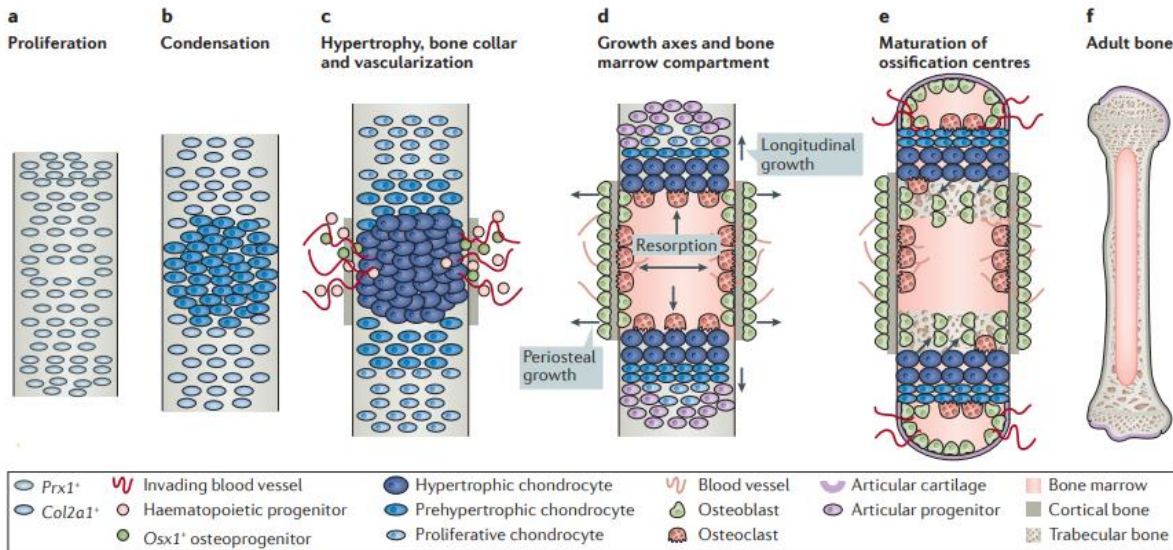 a
Proliferation
b
Condensation
c
Hypertrophy, bone collar
and vascularization
d
Growth axes and bone
marrow compartment
e
Maturation of
ossification centres
f
Adult bone
Longitudinal
growth
Resorption
Periosteal
growth
Prx1⁺
Col2a1⁺
Invading blood vessel
Haematopoietic progenitor
Osx1⁺ osteoprogenitor
Hypertrophic chondrocyte
Prehypertrophic chondrocyte
Proliferative chondrocyte
Blood vessel
Osteoblast
Osteoclast
Articular cartilage
Articular progenitor
Bone marrow
Cortical bone
Trabecular bone